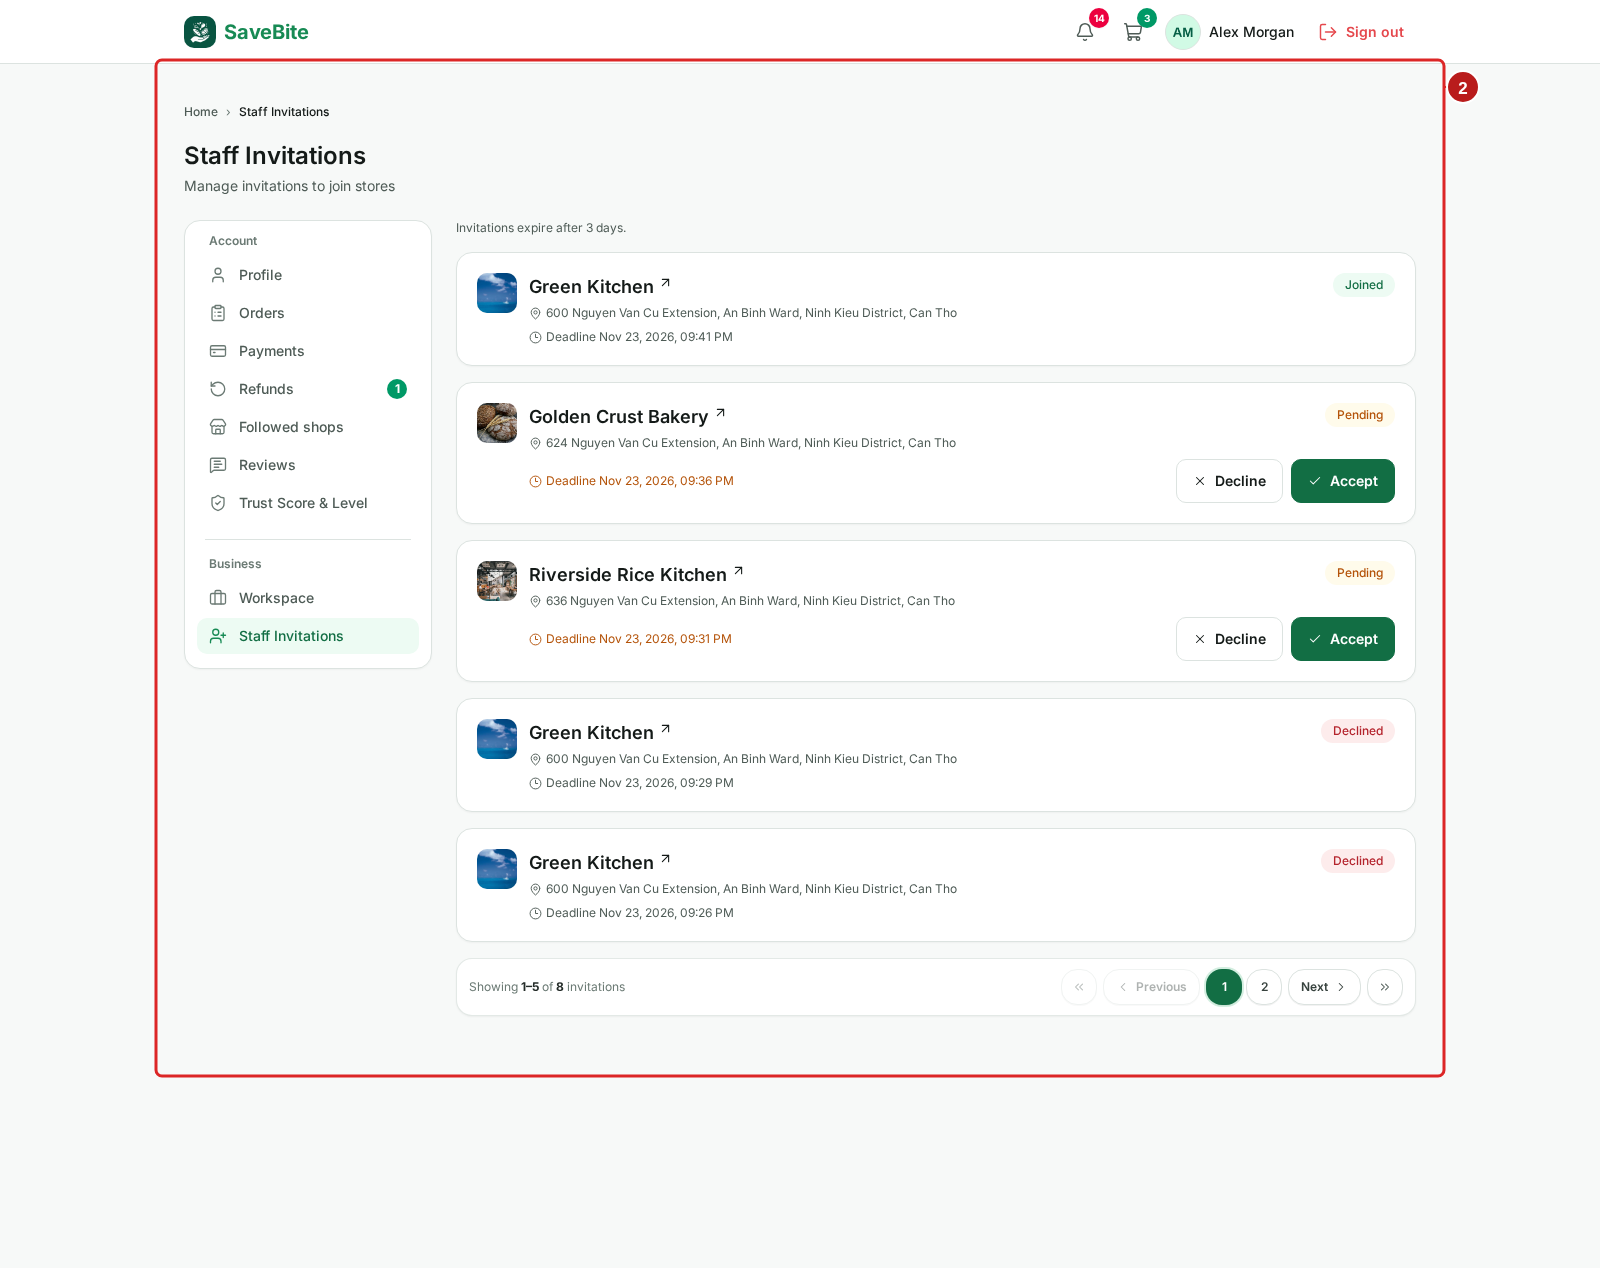 SaveBite
14
3
AM
Alex Morgan
Sign out
2
Home › Staff Invitations
Staff Invitations
Manage invitations to join stores
Account
Profile
Orders
Payments
Refunds
1
Followed shops
Reviews
Trust Score & Level
Business
Workspace
Staff Invitations
Invitations expire after 3 days.
Green Kitchen
Joined
600 Nguyen Van Cu Extension, An Binh Ward, Ninh Kieu District, Can Tho
Deadline Nov 23, 2026, 09:41 PM
Golden Crust Bakery
Pending
624 Nguyen Van Cu Extension, An Binh Ward, Ninh Kieu District, Can Tho
Deadline Nov 23, 2026, 09:36 PM
Decline
Accept
Riverside Rice Kitchen
Pending
636 Nguyen Van Cu Extension, An Binh Ward, Ninh Kieu District, Can Tho
Deadline Nov 23, 2026, 09:31 PM
Decline
Accept
Green Kitchen
Declined
600 Nguyen Van Cu Extension, An Binh Ward, Ninh Kieu District, Can Tho
Deadline Nov 23, 2026, 09:29 PM
Green Kitchen
Declined
600 Nguyen Van Cu Extension, An Binh Ward, Ninh Kieu District, Can Tho
Deadline Nov 23, 2026, 09:26 PM
Showing 1–5 of 8 invitations
« ‹ Previous 1 2 Next › »